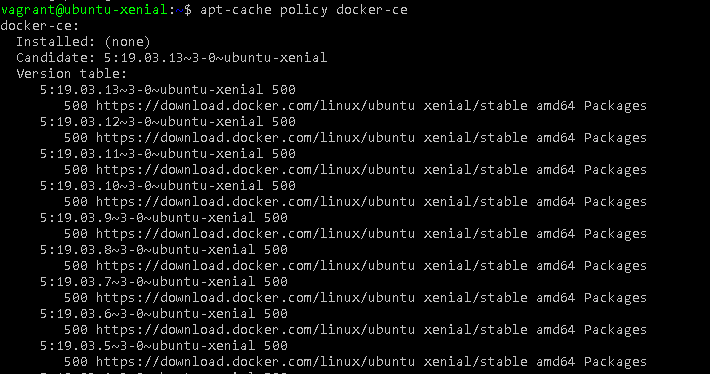 vagrant@ubuntu-xenial:~$ apt-cache policy docker-ce
docker-ce:
  Installed: (none)
  Candidate: 5:19.03.13~3-0~ubuntu-xenial
  Version table:
     5:19.03.13~3-0~ubuntu-xenial 500
        500 https://download.docker.com/linux/ubuntu xenial/stable amd64 Packages
     5:19.03.12~3-0~ubuntu-xenial 500
        500 https://download.docker.com/linux/ubuntu xenial/stable amd64 Packages
     5:19.03.11~3-0~ubuntu-xenial 500
        500 https://download.docker.com/linux/ubuntu xenial/stable amd64 Packages
     5:19.03.10~3-0~ubuntu-xenial 500
        500 https://download.docker.com/linux/ubuntu xenial/stable amd64 Packages
     5:19.03.9~3-0~ubuntu-xenial 500
        500 https://download.docker.com/linux/ubuntu xenial/stable amd64 Packages
     5:19.03.8~3-0~ubuntu-xenial 500
        500 https://download.docker.com/linux/ubuntu xenial/stable amd64 Packages
     5:19.03.7~3-0~ubuntu-xenial 500
        500 https://download.docker.com/linux/ubuntu xenial/stable amd64 Packages
     5:19.03.6~3-0~ubuntu-xenial 500
        500 https://download.docker.com/linux/ubuntu xenial/stable amd64 Packages
     5:19.03.5~3-0~ubuntu-xenial 500
        500 https://download.docker.com/linux/ubuntu xenial/stable amd64 Packages